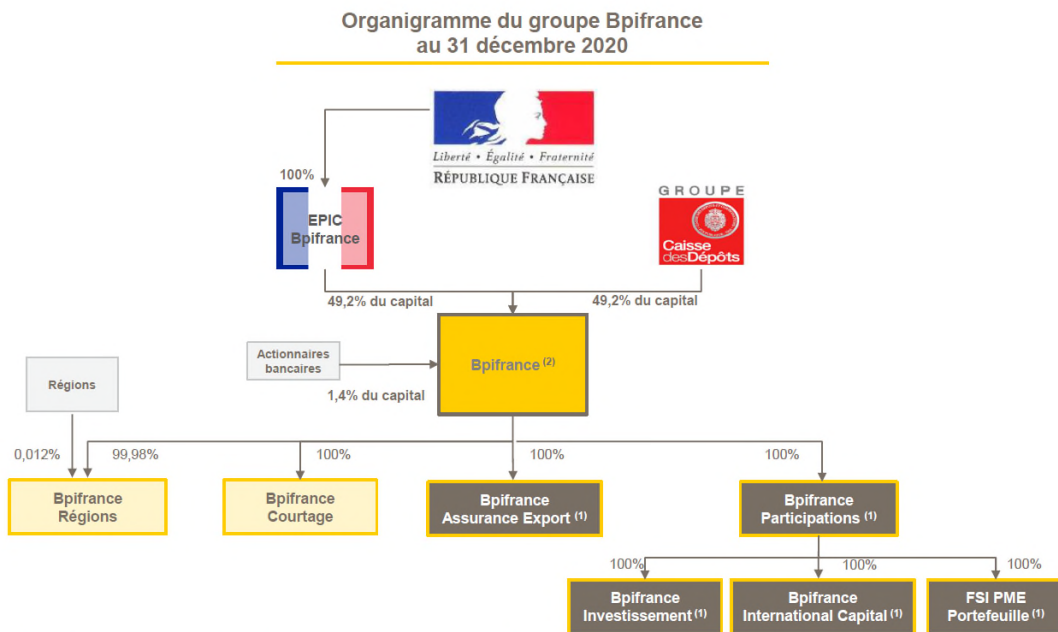 Organigramme du groupe Bpifrance
au 31 décembre 2020
Liberté • Égalité • Fraternité
RÉPUBLIQUE FRANÇAISE
100%
EPIC
Bpifrance
GROUPE
Caisse
desDépôts
49,2% du capital
49,2% du capital
Actionnaires
bancaires
Bpifrance (2)
1,4% du capital
Régions
0,012%
99,98%
100%
100%
100%
Bpifrance
Régions
Bpifrance
Courtage
Bpifrance
Assurance Export (1)
Bpifrance
Participations (1)
100%
100%
100%
Bpifrance
Investissement (1)
Bpifrance
International Capital (1)
FSI PME
Portefeuille (1)